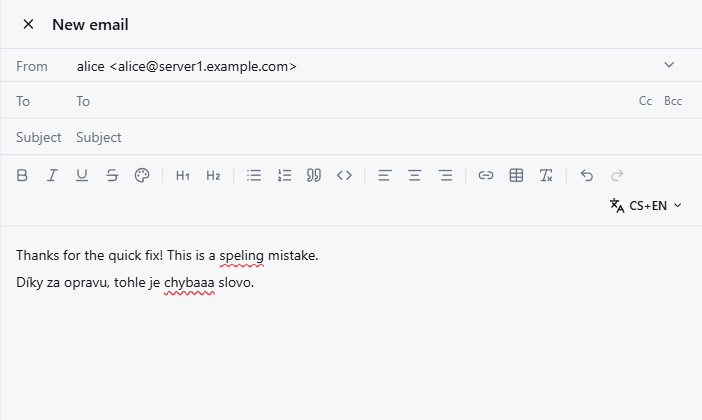 New email
From alice <alice@server1.example.com>
To To Cc Bcc
Subject Subject
B I U S H1 H2
CS+EN
Thanks for the quick fix! This is a speling mistake.
Díky za opravu, tohle je chybaaa slovo.